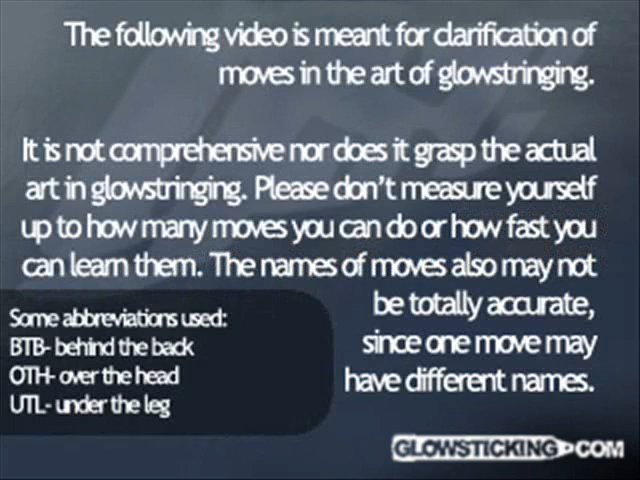 The following video is meant for clarification of
moves in the art of glowstringing.
It is not comprehensive nor does it grasp the actual
art in glowstringing. Please don't measure yourself
up to how many moves you can do or how fast you
can learn them. The names of moves also may not
be totally accurate,
since one move may
have different names.
Some abbreviations used:
BTB- behind the back
OTH- over the head
UTL- under the leg
GLOWSTICKING COM